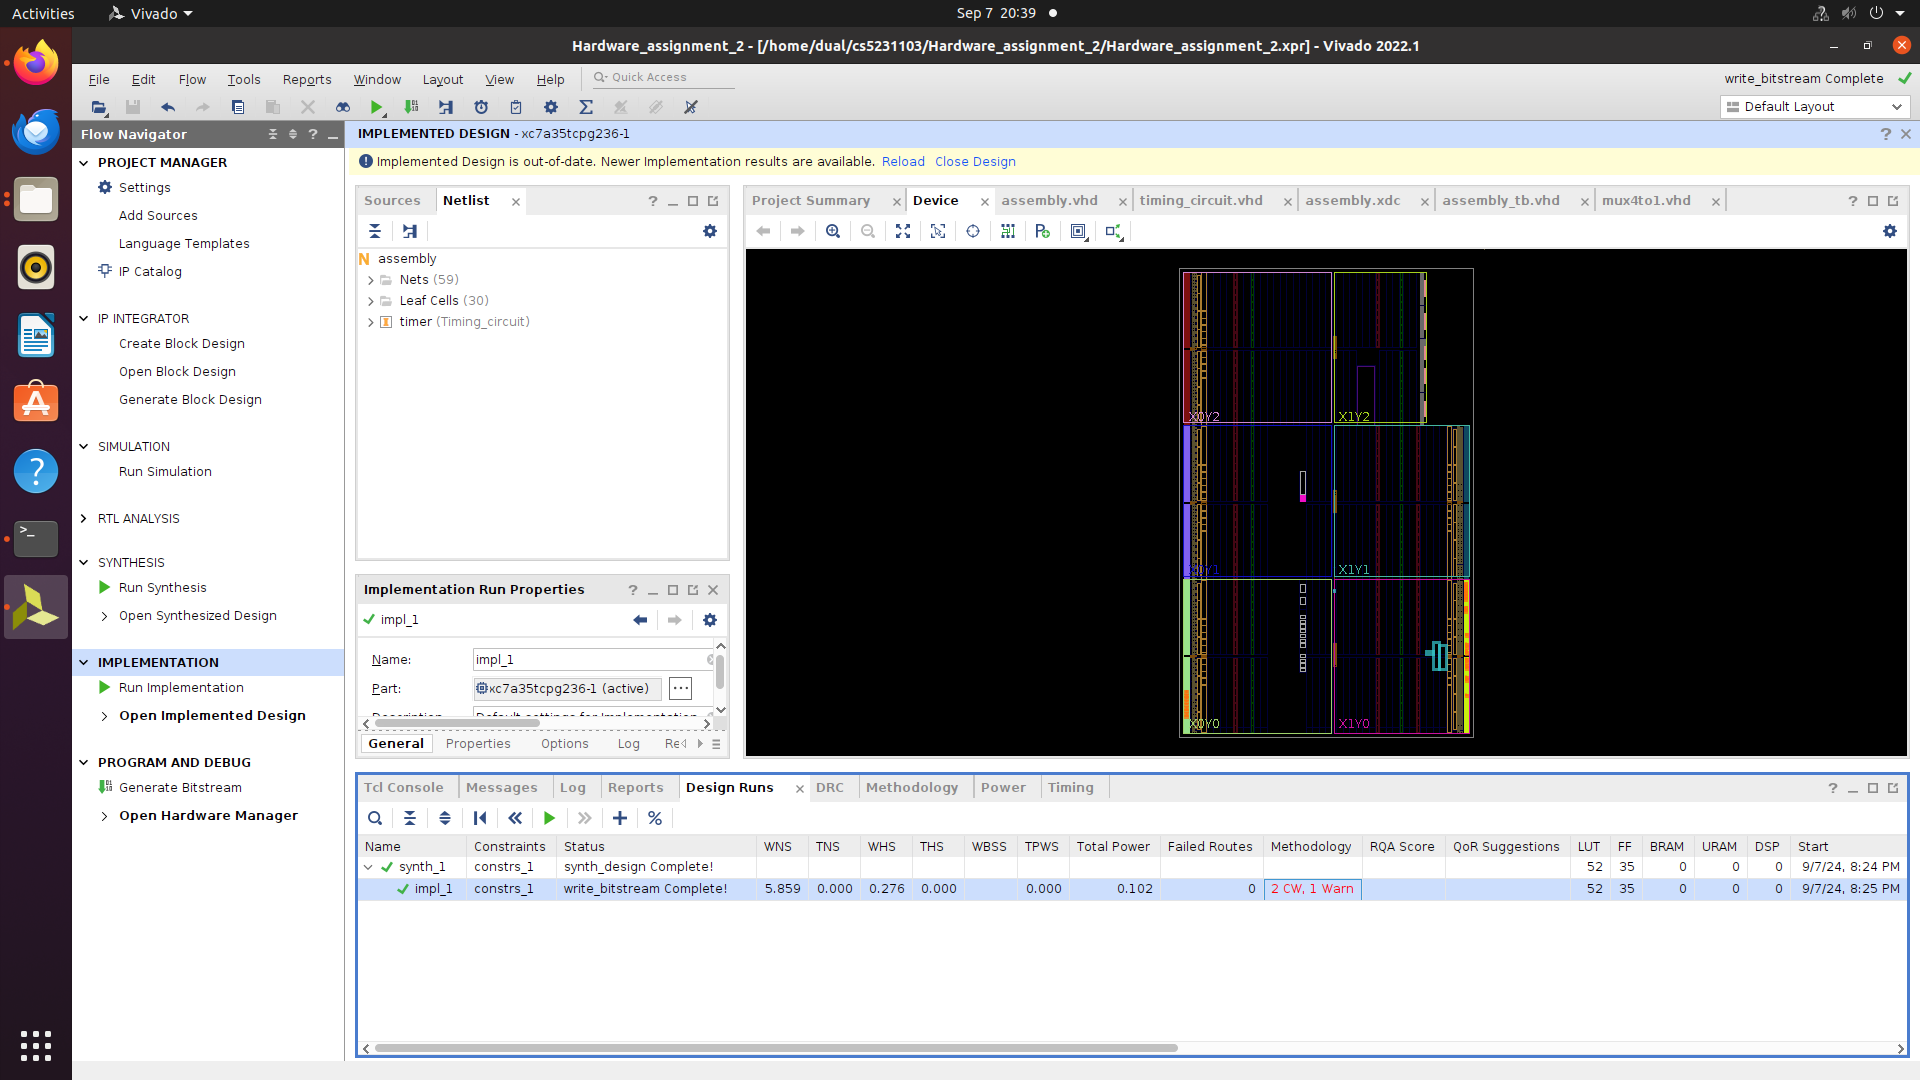 Activities Vivado Sep 7 20:39
Hardware_assignment_2 - [/home/dual/cs5231103/Hardware_assignment_2/Hardware_assignment_2.xpr] - Vivado 2022.1
File Edit Flow Tools Reports Window Layout View Help Quick Access write_bitstream Complete
Default Layout
Flow Navigator
IMPLEMENTED DESIGN - xc7a35tcpg236-1
Implemented Design is out-of-date. Newer Implementation results are available. Reload Close Design
PROJECT MANAGER
Settings
Add Sources
Language Templates
IP Catalog
IP INTEGRATOR
Create Block Design
Open Block Design
Generate Block Design
SIMULATION
Run Simulation
RTL ANALYSIS
SYNTHESIS
Run Synthesis
Open Synthesized Design
IMPLEMENTATION
Run Implementation
Open Implemented Design
PROGRAM AND DEBUG
Generate Bitstream
Open Hardware Manager
Sources Netlist
assembly
Nets (59)
Leaf Cells (30)
timer (Timing_circuit)
Project Summary Device assembly.vhd timing_circuit.vhd assembly.xdc assembly_tb.vhd mux4to1.vhd
X0Y2 X1Y2
X1Y1
X0Y0 X1Y0
Implementation Run Properties
impl_1
Name: impl_1
Part: xc7a35tcpg236-1 (active)
Description: Default settings for Implementation
General Properties Options Log Re
Tcl Console Messages Log Reports Design Runs DRC Methodology Power Timing
Name Constraints Status WNS TNS WHS THS WBSS TPWS Total Power Failed Routes Methodology RQA Score QoR Suggestions LUT FF BRAM URAM DSP Start
synth_1 constrs_1 synth_design Complete! 52 35 0 0 0 9/7/24, 8:24 PM
impl_1 constrs_1 write_bitstream Complete! 5.859 0.000 0.276 0.000 0.000 0.102 0 2 CW, 1 Warn 52 35 0 0 0 9/7/24, 8:25 PM